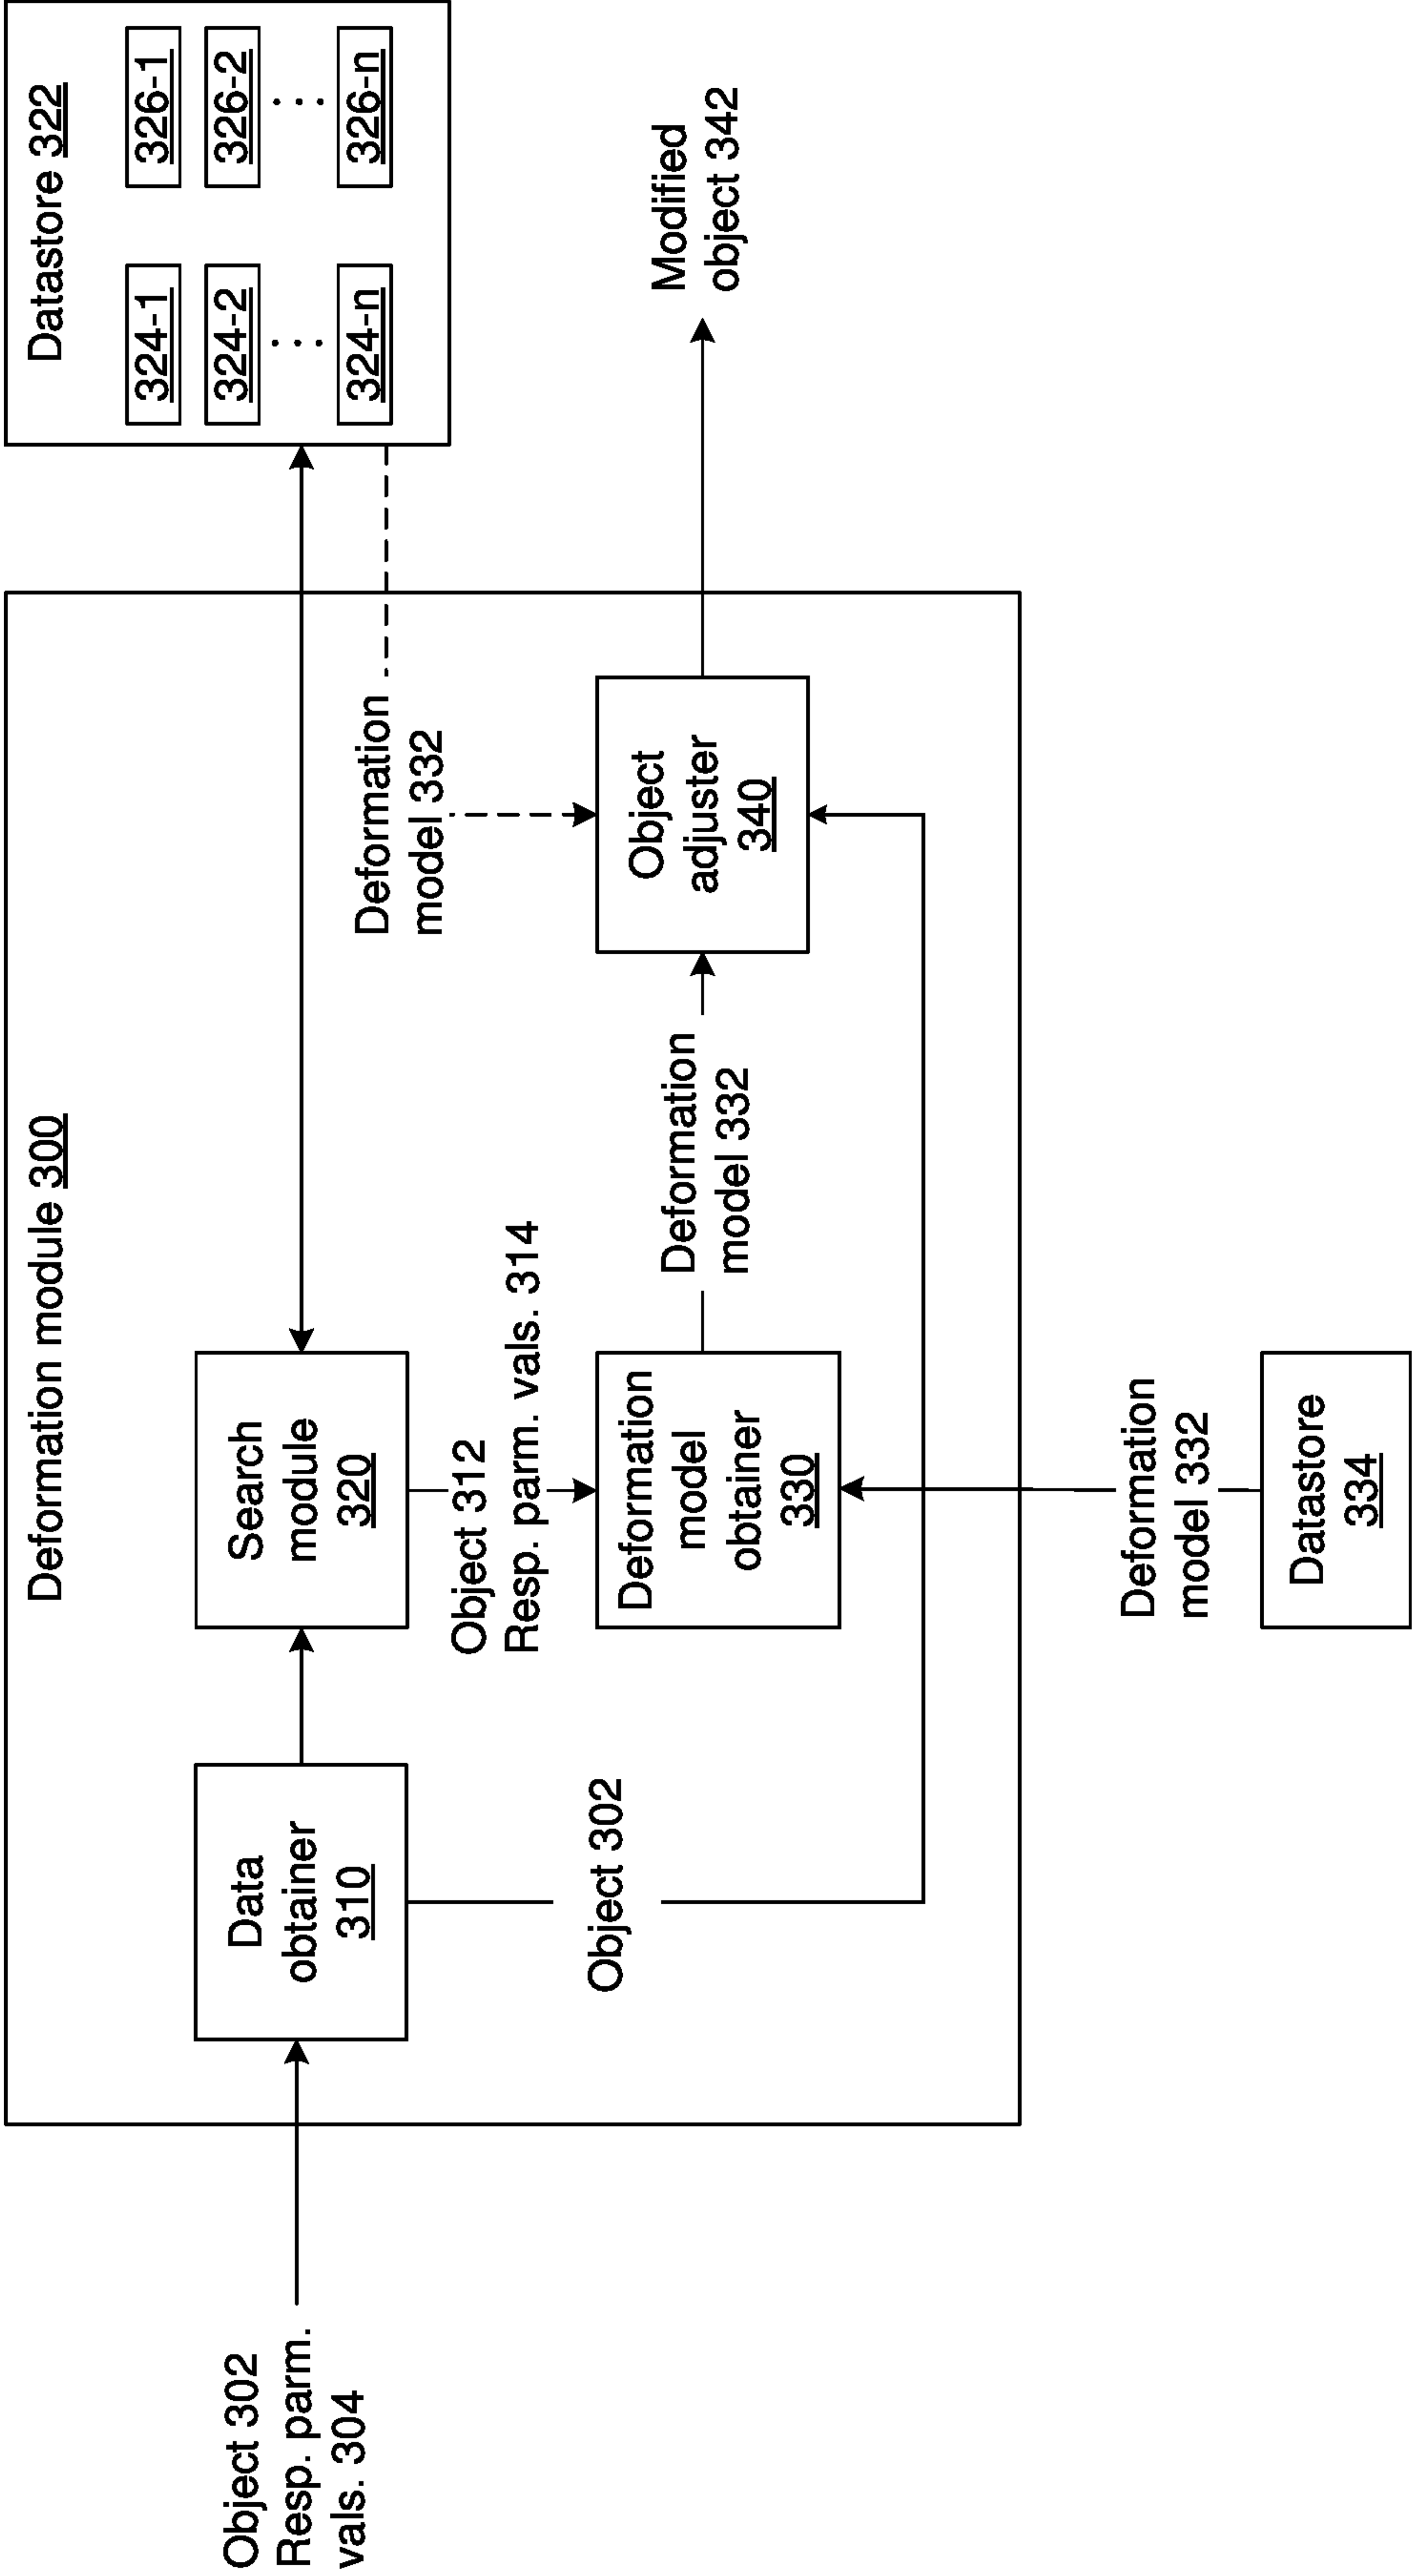 Deformation module 300
Datastore 322
324-1
326-1
324-2
326-2
. . .
. . .
324-n
326-n
Object 302
Resp. parm.
vals. 304
Data
obtainer
310
Search
module
320
Object 312
Resp. parm. vals. 314
Deformation
model 332
Object 302
Deformation
model
obtainer
330
Deformation
model 332
Object
adjuster
340
Modified
object 342
Deformation
model 332
Datastore
334